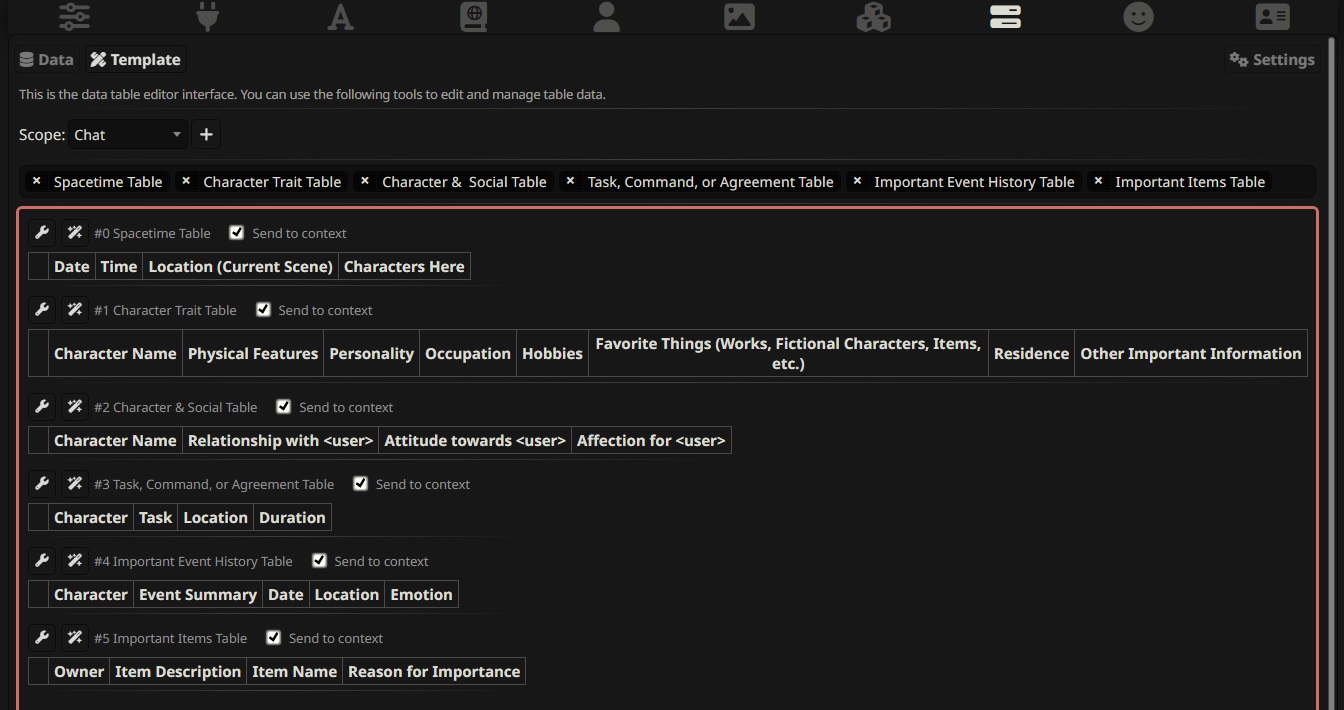 Data Template Settings
This is the data table editor interface. You can use the following tools to edit and manage table data.
Scope: Chat +
× Spacetime Table × Character Trait Table × Character & Social Table × Task, Command, or Agreement Table × Important Event History Table × Important Items Table
#0 Spacetime Table Send to context
Date Time Location (Current Scene) Characters Here
#1 Character Trait Table Send to context
Character Name Physical Features Personality Occupation Hobbies Favorite Things (Works, Fictional Characters, Items, etc.) Residence Other Important Information
#2 Character & Social Table Send to context
Character Name Relationship with <user> Attitude towards <user> Affection for <user>
#3 Task, Command, or Agreement Table Send to context
Character Task Location Duration
#4 Important Event History Table Send to context
Character Event Summary Date Location Emotion
#5 Important Items Table Send to context
Owner Item Description Item Name Reason for Importance